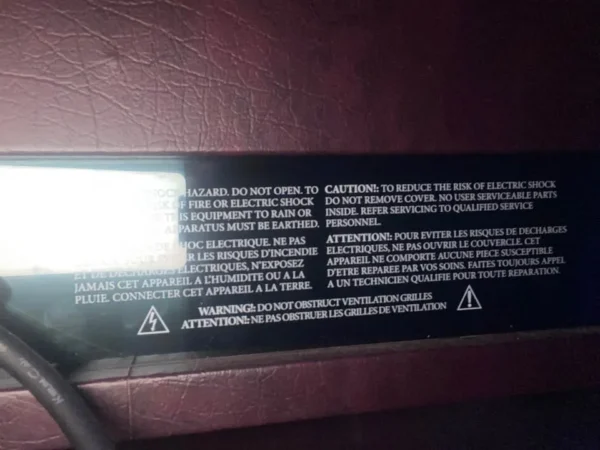 HAZARD. DO NOT OPEN. TO
OF FIRE OR ELECTRIC SHOCK
THIS EQUIPMENT TO RAIN OR
APPARATUS MUST BE EARTHED.
CHOC ELECTRIQUE. NE PAS
LES RISQUES D'INCENDIE
ET DE DECHARGES ELECTRIQUES, N'EXPOSEZ
JAMAIS CET APPAREIL A L'HUMIDITE OU A LA
PLUIE. CONNECTER CET APPAREIL A LA TERRE.
CAUTION!: TO REDUCE THE RISK OF ELECTRIC SHOCK
DO NOT REMOVE COVER. NO USER SERVICEABLE PARTS
INSIDE. REFER SERVICING TO QUALIFIED SERVICE
PERSONNEL.
ATTENTION!: POUR EVITER LES RISQUES DE DECHARGES
ELECTRIQUES, NE PAS OUVRIR LE COUVERCLE. CET
APPAREIL NE COMPORTE AUCUNE PIECE SUSCEPTIBLE
D'ETRE REPAREE PAR VOS SOINS. FAITES TOUJOURS APPEL
A UN TECHNICIEN QUALIFIE POUR TOUTE REPARATION.
WARNING!: DO NOT OBSTRUCT VENTILATION GRILLES
ATTENTION!: NE PAS OBSTRUER LES GRILLES DE VENTILATION